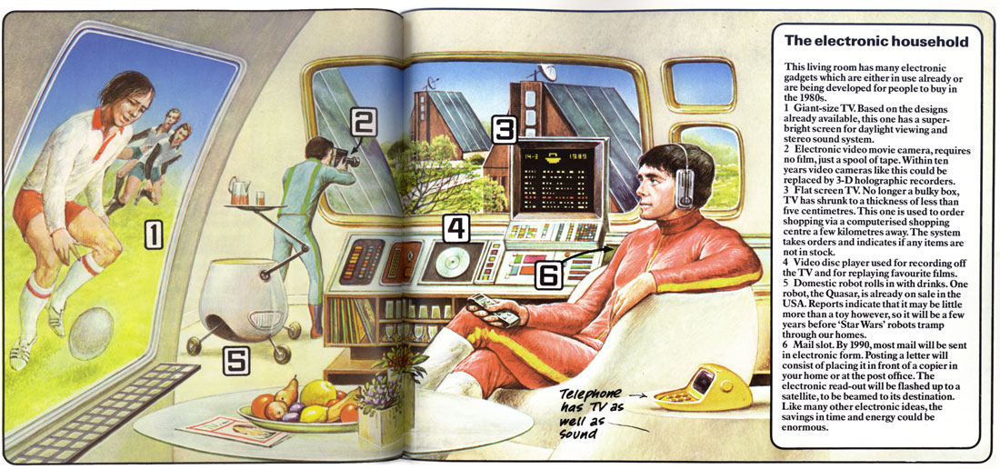 1
2
3
4
5
6
14-3 1989
Telephone
has TV as
well as
sound
The electronic household
This living room has many electronic
gadgets which are either in use already or
are being developed for people to buy in
the 1980s.
1 Giant-size TV. Based on the designs
already available, this one has a super-
bright screen for daylight viewing and
stereo sound system.
2 Electronic video movie camera, requires
no film, just a spool of tape. Within ten
years video cameras like this could be
replaced by 3-D holographic recorders.
3 Flat screen TV. No longer a bulky box,
TV has shrunk to a thickness of less than
five centimetres. This one is used to order
shopping via a computerised shopping
centre a few kilometres away. The system
takes orders and indicates if any items are
not in stock.
4 Video disc player used for recording off
the TV and for replaying favourite films.
5 Domestic robot rolls in with drinks. One
robot, the Quasar, is already on sale in the
USA. Reports indicate that it may be little
more than a toy however, so it will be a few
years before ‘Star Wars’ robots tramp
through our homes.
6 Mail slot. By 1990, most mail will be sent
in electronic form. Posting a letter will
consist of placing it in front of a copier in
your home or at the post office. The
electronic read-out will be flashed up to a
satellite, to be beamed to its destination.
Like many other electronic ideas, the
savings in time and energy could be
enormous.